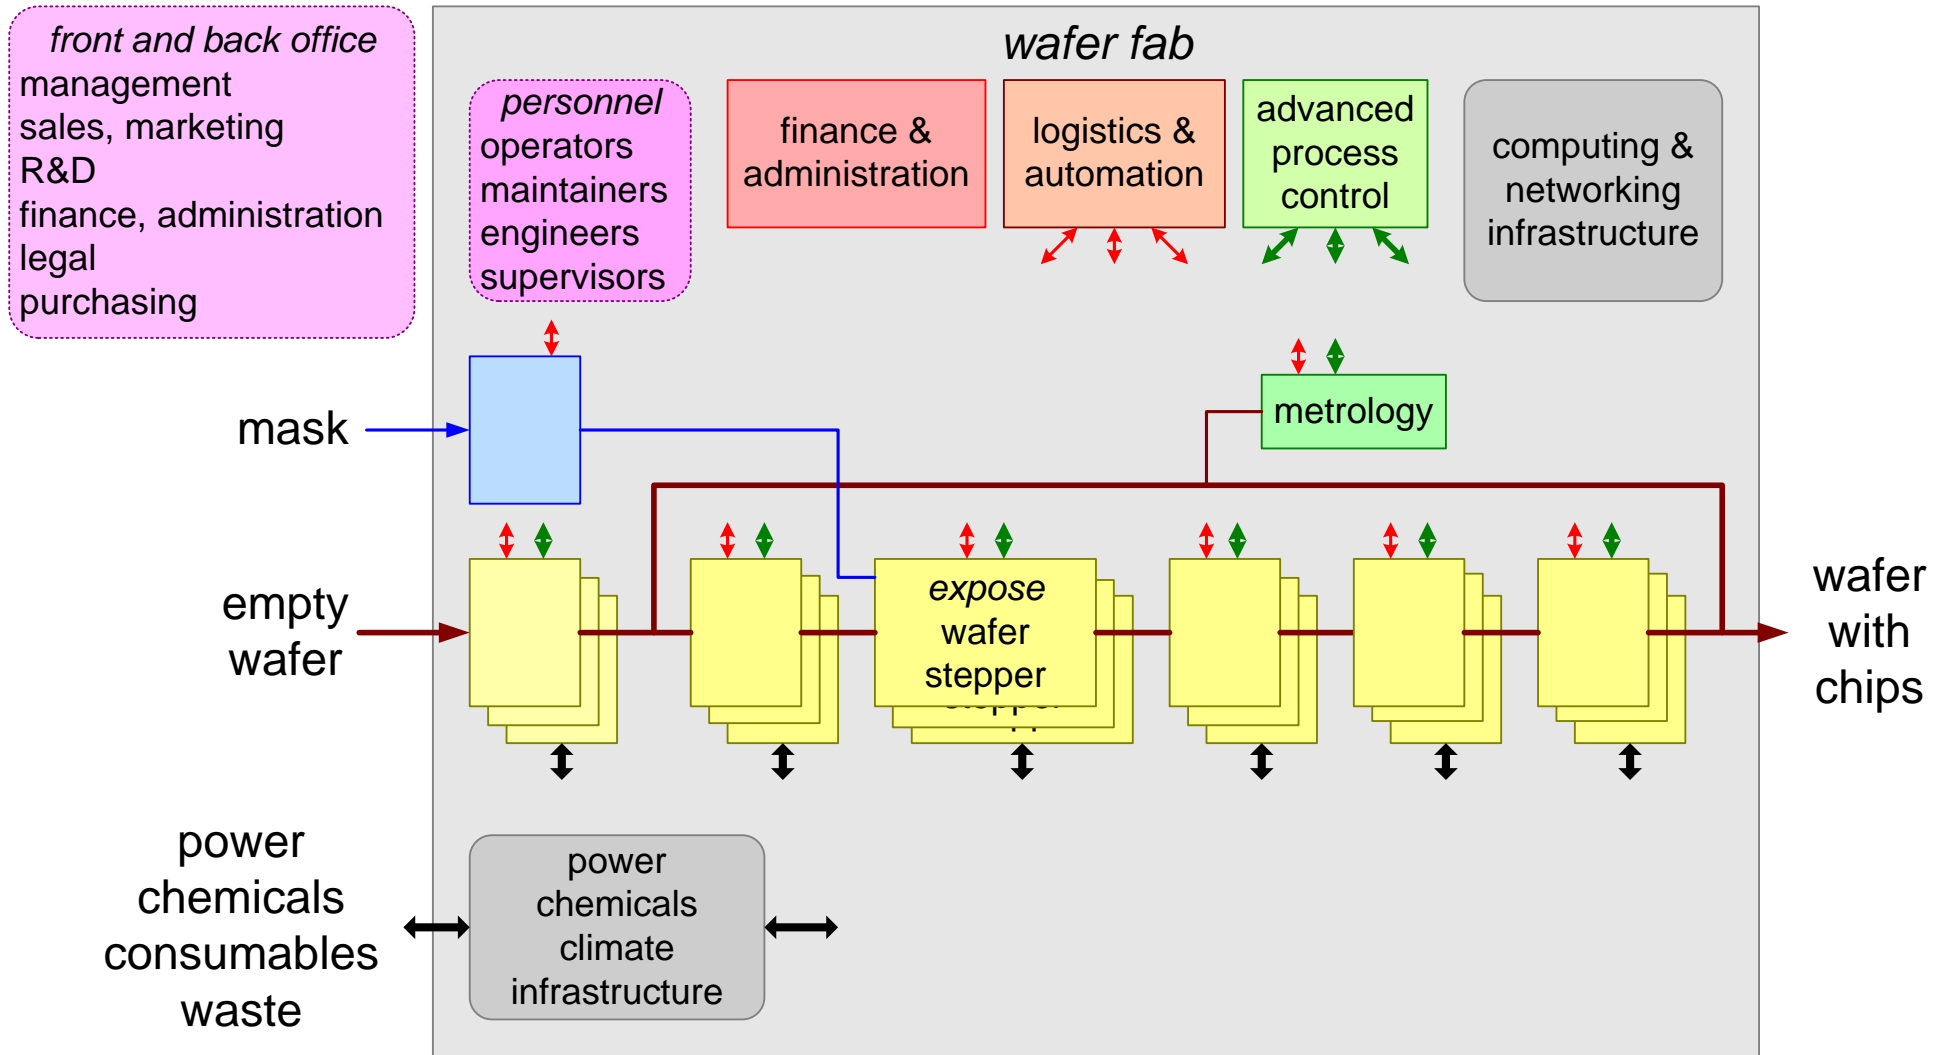 front and back office
management
sales, marketing
R&D
finance, administration
legal
purchasing
wafer fab
personnel
operators
maintainers
engineers
supervisors
finance &
administration
logistics &
automation
advanced
process
control
computing &
networking
infrastructure
mask
metrology
empty
wafer
expose
wafer
stepper
wafer
with
chips
power
chemicals
consumables
waste
power
chemicals
climate
infrastructure